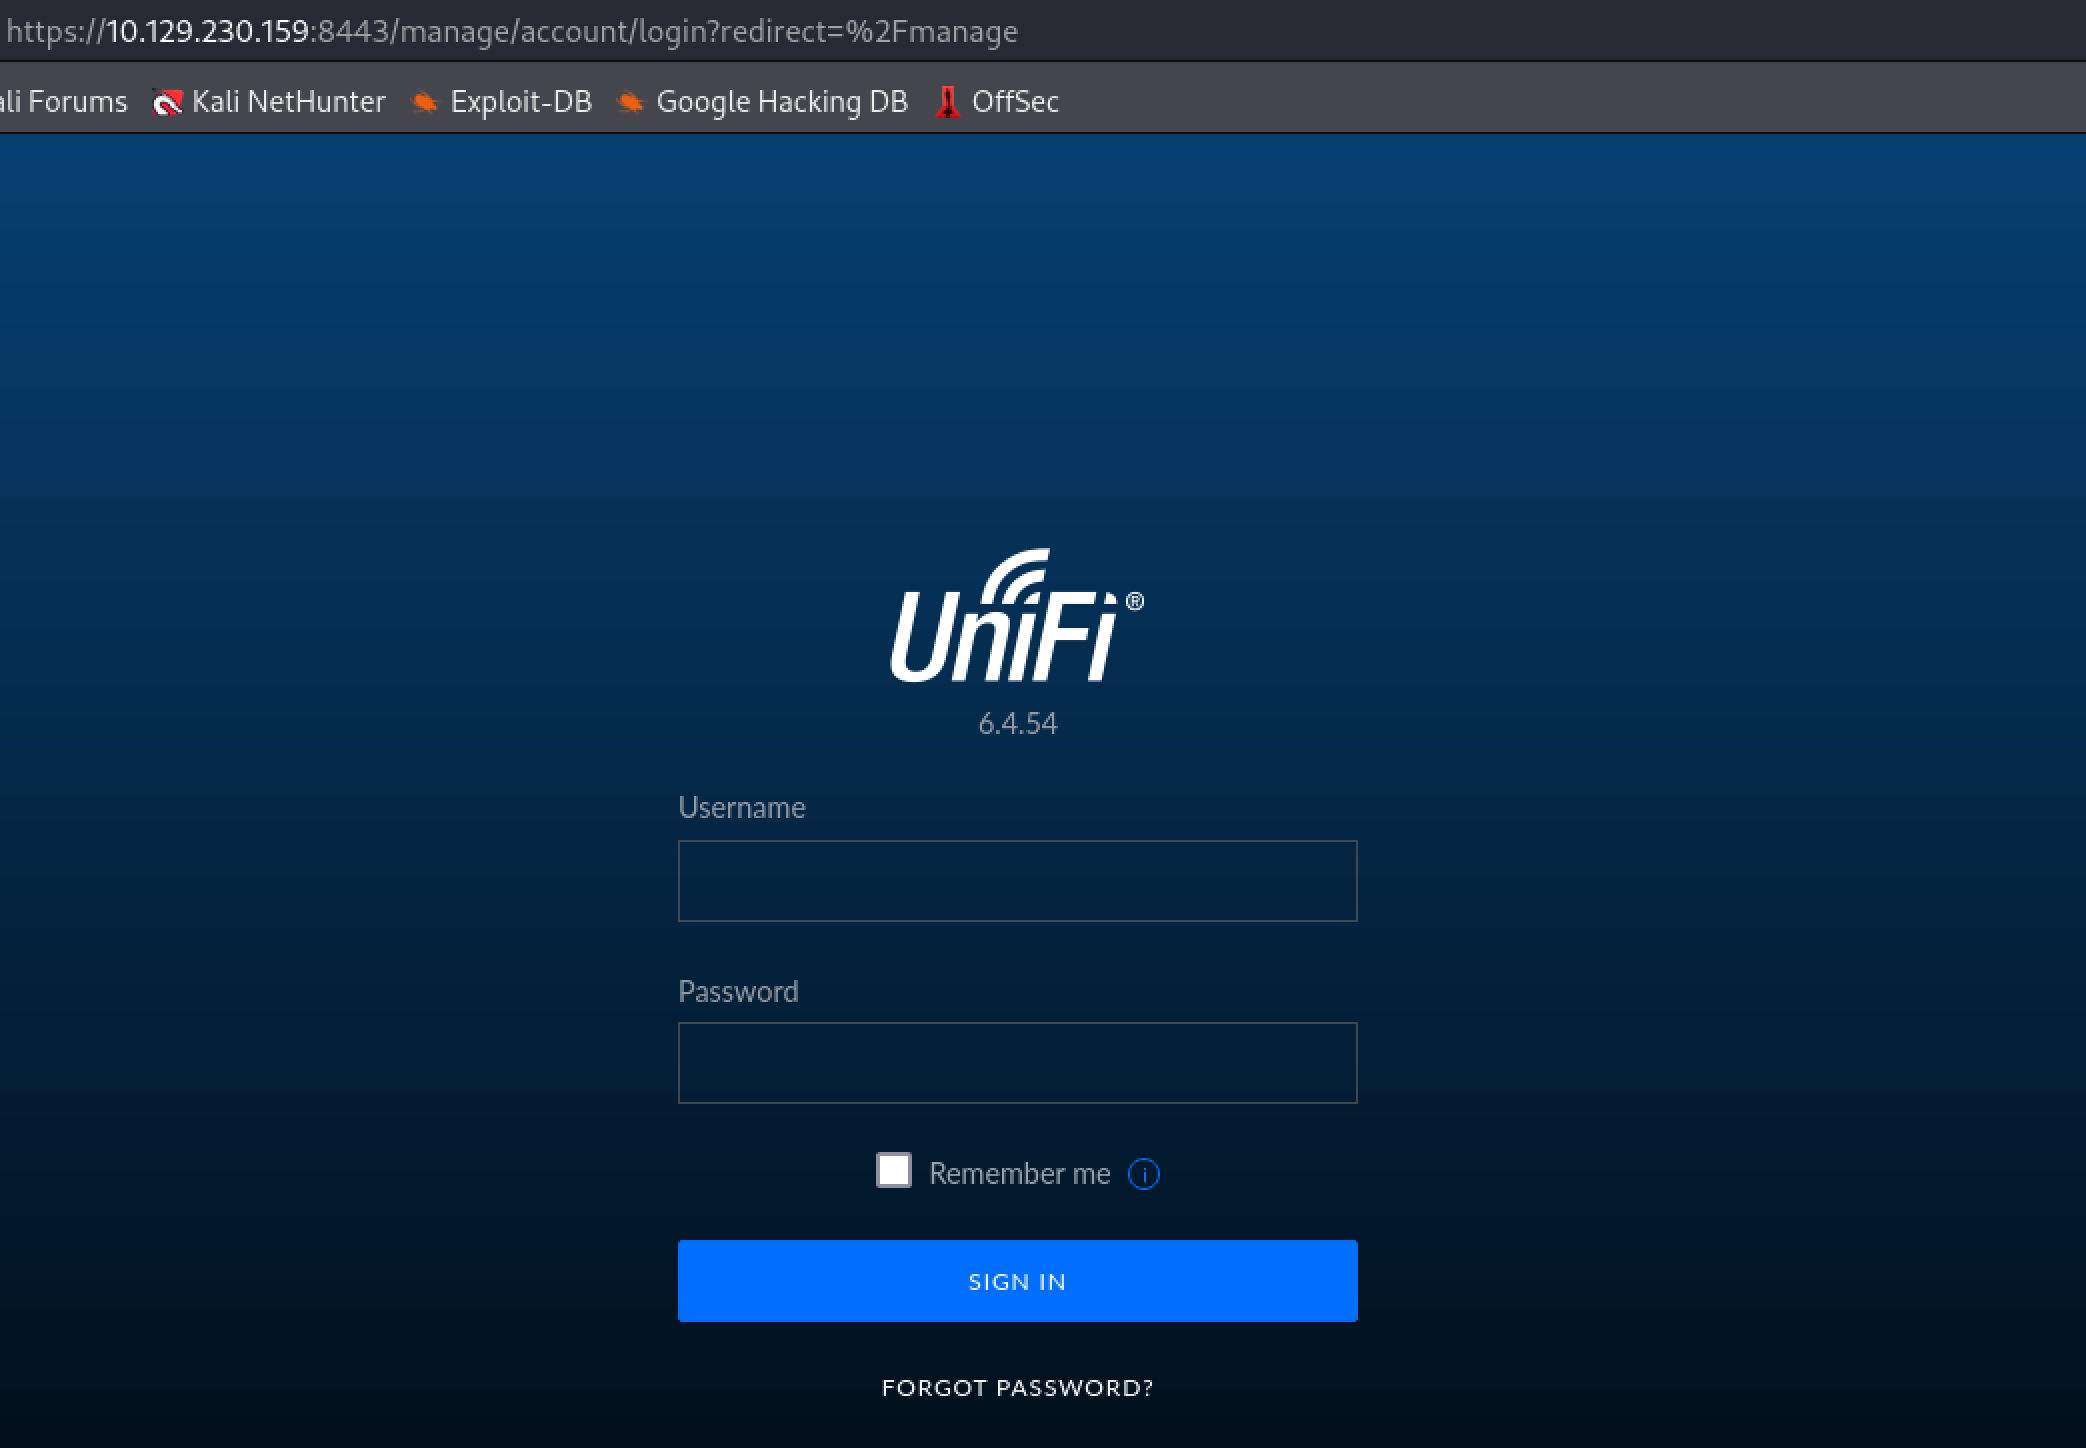 https://10.129.230.159:8443/manage/account/login?redirect=%2Fmanage
ali Forums Kali NetHunter Exploit-DB Google Hacking DB OffSec
UniFi®
6.4.54
Username
Password
Remember me
SIGN IN
FORGOT PASSWORD?